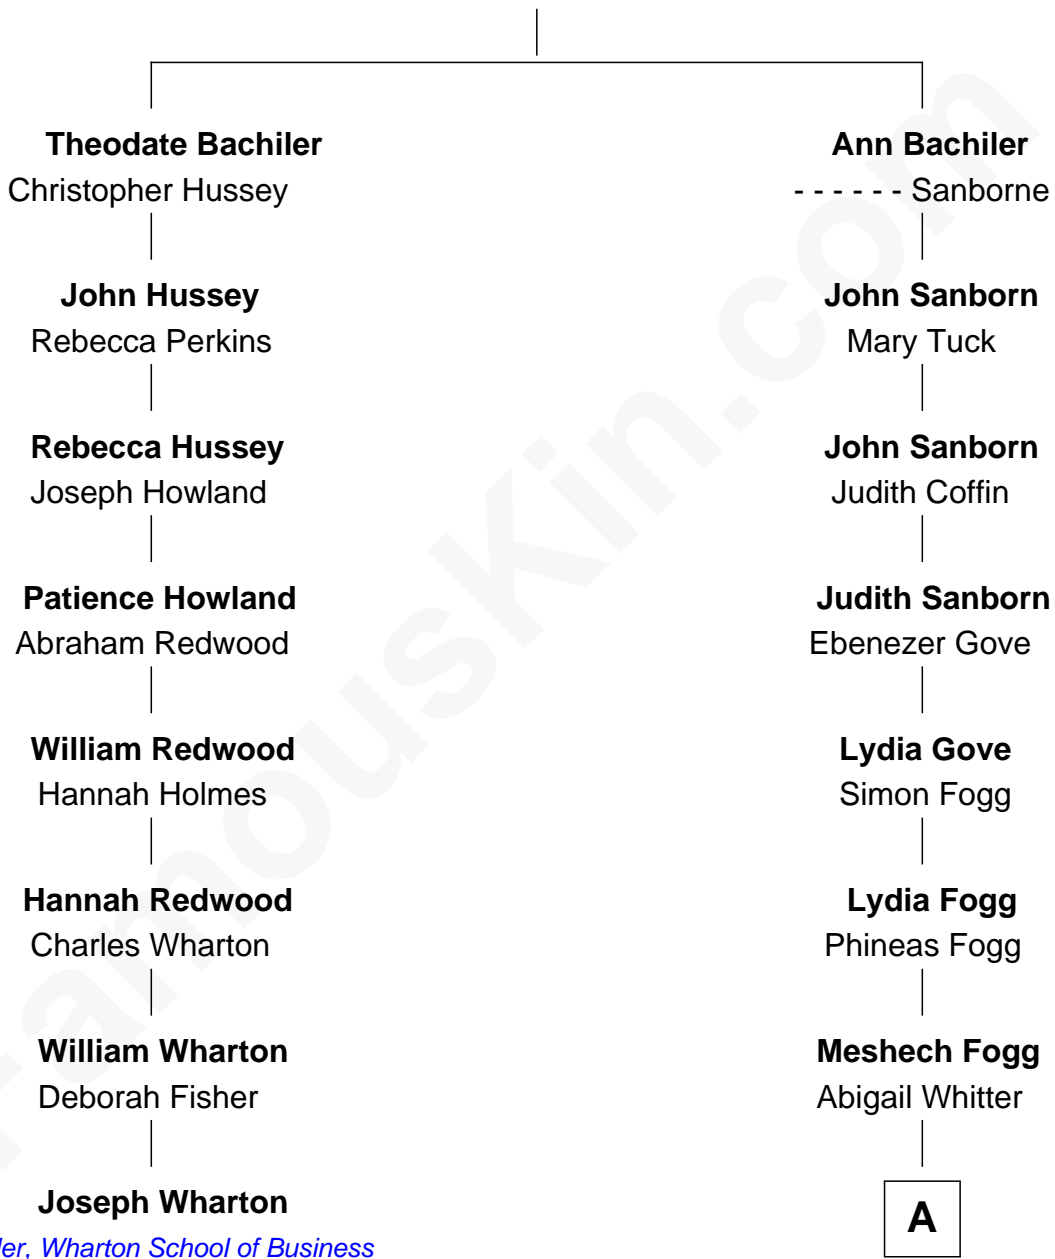 Theodate Bachiler
Christopher Hussey
John Hussey
Rebecca Perkins
Rebecca Hussey
Joseph Howland
Patience Howland
Abraham Redwood
William Redwood
Hannah Holmes
Hannah Redwood
Charles Wharton
William Wharton
Deborah Fisher
Joseph Wharton
Wharton School of Business
Ann Bachiler
- - - - - - Sanborne
John Sanborn
Mary Tuck
John Sanborn
Judith Coffin
Judith Sanborn
Ebenezer Gove
Lydia Gove
Simon Fogg
Lydia Fogg
Phineas Fogg
Meshech Fogg
Abigail Whitter
A
FamousKin.com